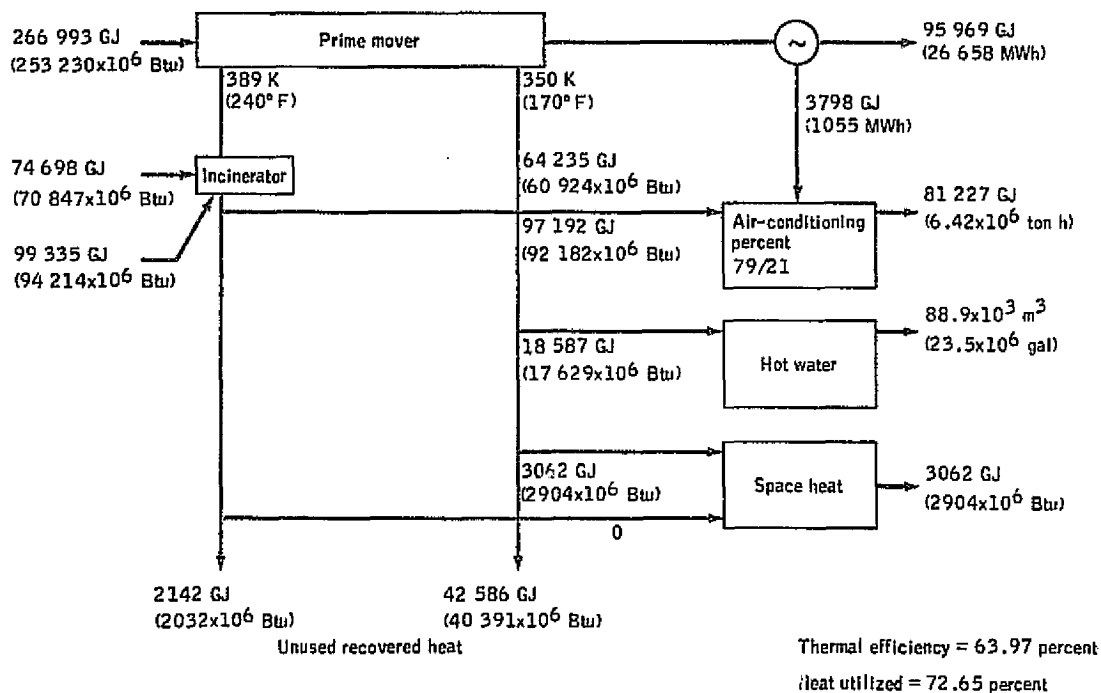 266 993 GJ
(253 230x10⁶ Btu)
Prime mover
~
95 969 GJ
(26 658 MWh)
389 K
(240° F)
350 K
(170° F)
3798 GJ
(1055 MWh)
74 698 GJ
(70 847x10⁶ Btu)
Incinerator
64 235 GJ
(60 924x10⁶ Btu)
99 335 GJ
(94 214x10⁶ Btu)
97 192 GJ
(92 182x10⁶ Btu)
Air-conditioning
percent
79/21
81 227 GJ
(6.42x10⁶ ton h)
18 587 GJ
(17 629x10⁶ Btu)
Hot water
88.9x10³ m³
(23.5x10⁶ gal)
3062 GJ
(2904x10⁶ Btu)
Space heat
3062 GJ
(2904x10⁶ Btu)
0
2142 GJ
(2032x10⁶ Btu)
42 586 GJ
(40 391x10⁶ Btu)
Unused recovered heat
Thermal efficiency = 63.97 percent
Heat utilized = 72.65 percent